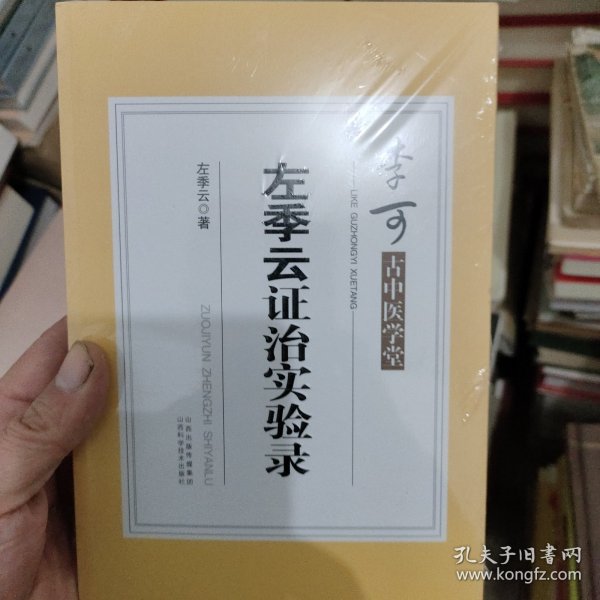 李可
古中医学堂
LIKE GUZHONGYI XUETANG
左季云证治实验录
ZUOJIYUN ZHENGZHI SHIYANLU
左季云◎著
山西出版传媒集团
山西科学技术出版社
孔夫子旧书网
www.kongfz.com